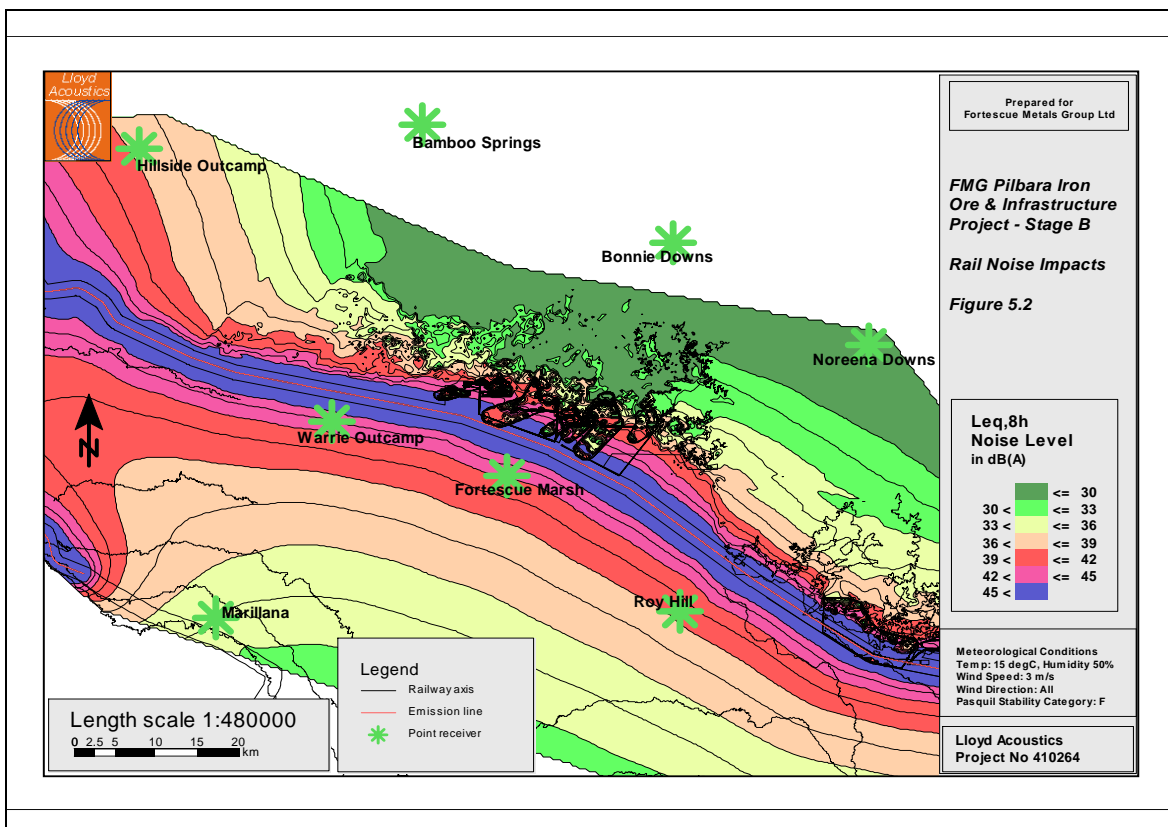 Lloyd
Acoustics
Hillside Outcamp
Bamboo Springs
Bonnie Downs
Noreena Downs
Warrie Outcamp
Fortescue Marsh
Marillana
Roy Hill
Length scale 1:480000
0 2.5 5 10 15 20
km
Legend
Railway axis
Emission line
Point receiver
N
Prepared for
Fortescue Metals Group Ltd
FMG Pilbara Iron
Ore & Infrastructure
Project - Stage B
Rail Noise Impacts
Figure 5.2
Leq,8h
Noise Level
in dB(A)
<= 30
30 < <= 33
33 < <= 36
36 < <= 39
39 < <= 42
42 < <= 45
45 <
Meteorological Conditions
Temp: 15 degC, Humidity 50%
Wind Speed: 3 m/s
Wind Direction: All
Pasquil Stability Category: F
Lloyd Acoustics
Project No 410264